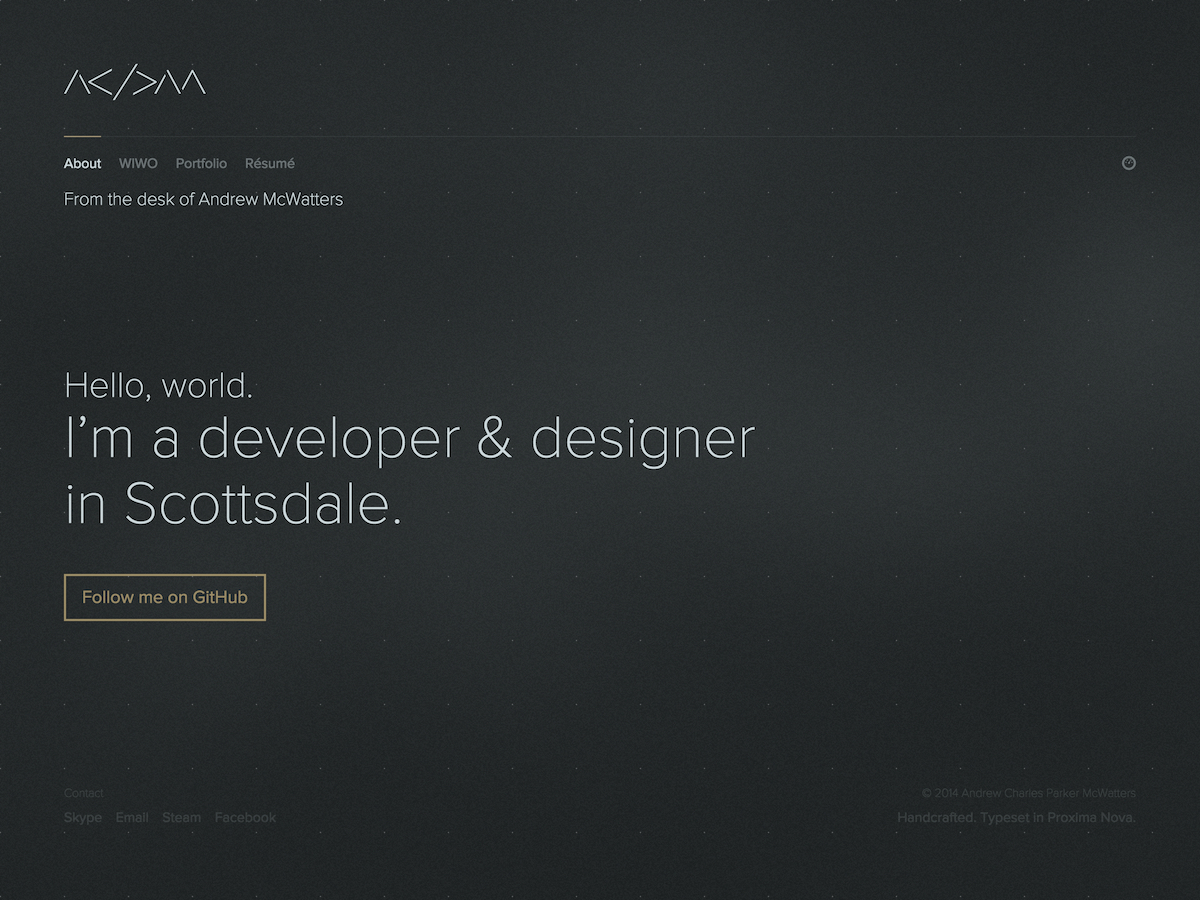 About WIWO Portfolio Résumé
From the desk of Andrew McWatters
Hello, world.
I’m a developer & designer
in Scottsdale.
Follow me on GitHub
Contact
© 2014 Andrew Charles Parker McWatters
Skype Email Steam Facebook
Handcrafted. Typeset in Proxima Nova.